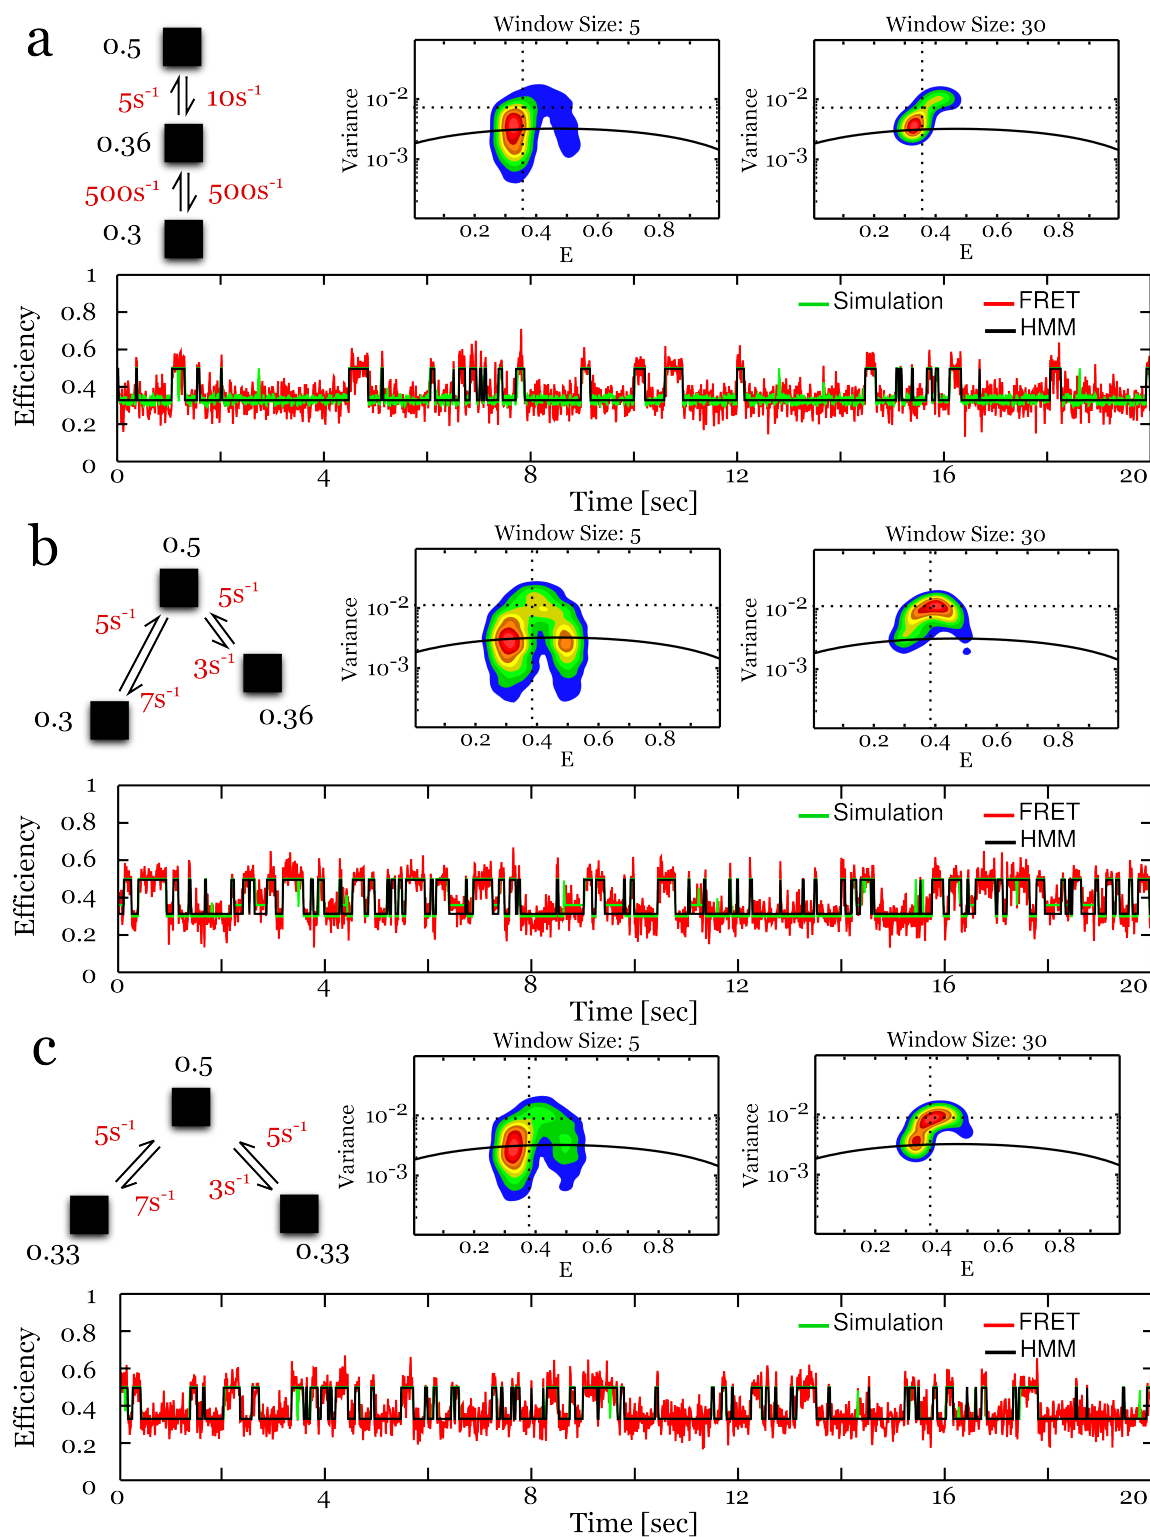 a
0.5
5s⁻¹ 10s⁻¹
0.36
500s⁻¹ 500s⁻¹
0.3
Window Size: 5
Variance
10⁻²
10⁻³
0.2 0.4 0.6 0.8
E
Window Size: 30
Variance
10⁻²
10⁻³
0.2 0.4 0.6 0.8
E
Efficiency
1
0.8
0.6
0.4
0.2
0
Simulation FRET
HMM
0 4 8 12 16 20
Time [sec]
b
0.5
5s⁻¹ 5s⁻¹
3s⁻¹
7s⁻¹
0.3 0.36
Window Size: 5
Variance
10⁻²
10⁻³
0.2 0.4 0.6 0.8
E
Window Size: 30
Variance
10⁻²
10⁻³
0.2 0.4 0.6 0.8
E
Efficiency
1
0.8
0.6
0.4
0.2
0
Simulation FRET
HMM
0 4 8 12 16 20
Time [sec]
c
0.5
5s⁻¹ 5s⁻¹
7s⁻¹ 3s⁻¹
0.33 0.33
Window Size: 5
Variance
10⁻²
10⁻³
0.2 0.4 0.6 0.8
E
Window Size: 30
Variance
10⁻²
10⁻³
0.2 0.4 0.6 0.8
E
Efficiency
1
0.8
0.6
0.4
0.2
0
Simulation FRET
HMM
0 4 8 12 16 20
Time [sec]